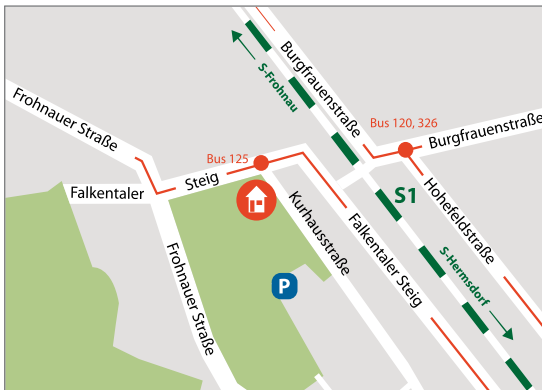 Burgfrauenstraße
S-Frohnau
Frohnauer Straße
Bus 120, 326
Burgfrauenstraße
Bus 125
Steig
Falkentaler
S1
Hohefeldstraße
Kurhausstraße
Falkentaler Steig
S-Hermsdorf
Frohnauer Straße
P